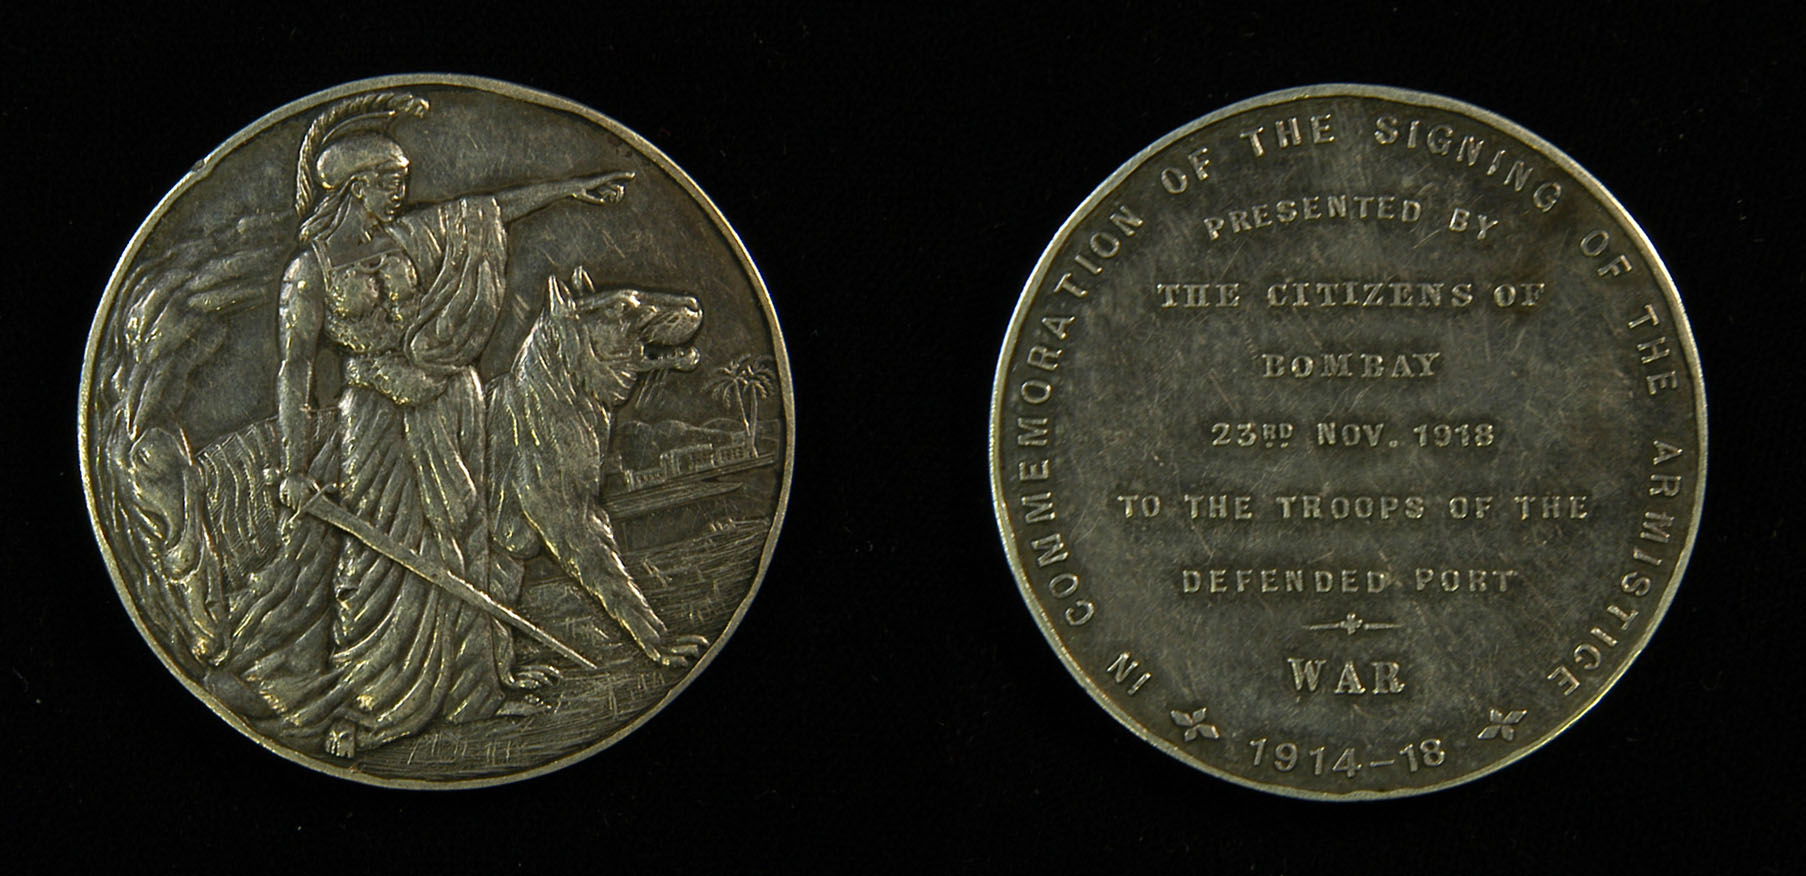 IN COMMEMORATION OF THE SIGNING OF THE ARMISTICE
PRESENTED BY
THE CITIZENS OF
BOMBAY
23RD NOV. 1918
TO THE TROOPS OF THE
DEFENDED PORT
WAR
1914-18